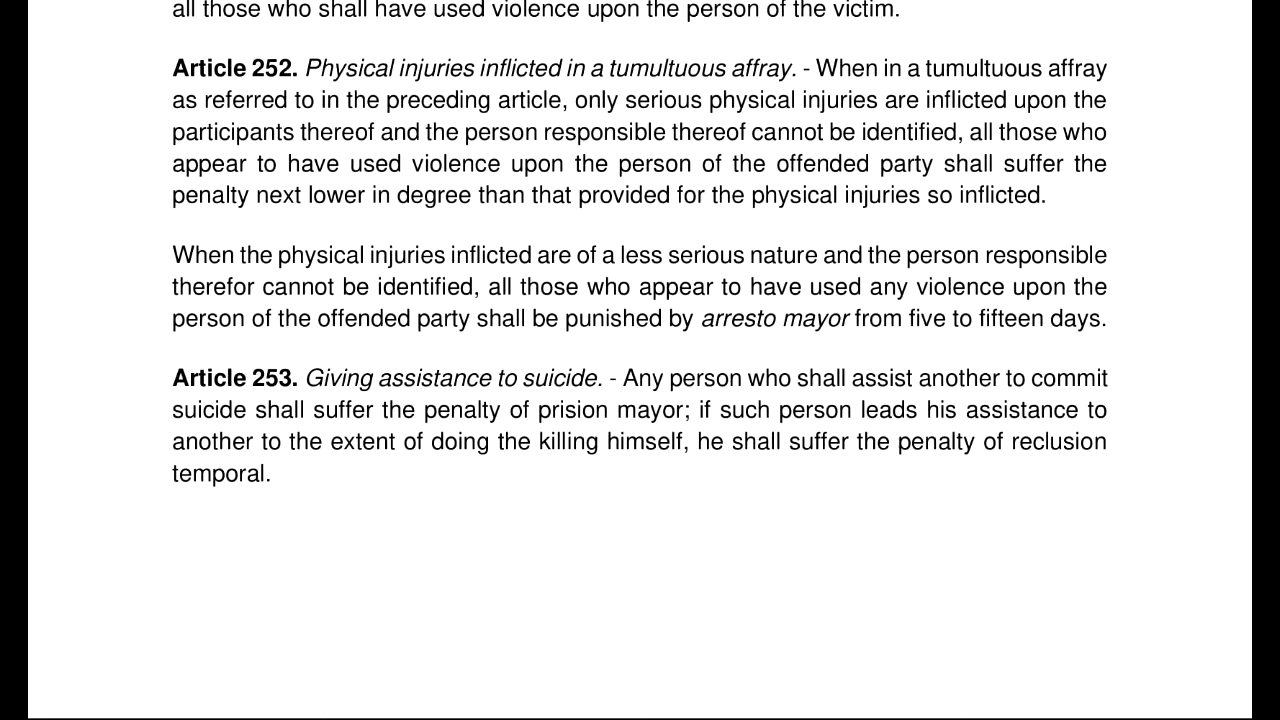 all those who shall have used violence upon the person of the victim.
Article 252. Physical injuries inflicted in a tumultuous affray. - When in a tumultuous affray
as referred to in the preceding article, only serious physical injuries are inflicted upon the
participants thereof and the person responsible thereof cannot be identified, all those who
appear to have used violence upon the person of the offended party shall suffer the
penalty next lower in degree than that provided for the physical injuries so inflicted.
When the physical injuries inflicted are of a less serious nature and the person responsible
therefor cannot be identified, all those who appear to have used any violence upon the
person of the offended party shall be punished by arresto mayor from five to fifteen days.
Article 253. Giving assistance to suicide. - Any person who shall assist another to commit
suicide shall suffer the penalty of prision mayor; if such person leads his assistance to
another to the extent of doing the killing himself, he shall suffer the penalty of reclusion
temporal.